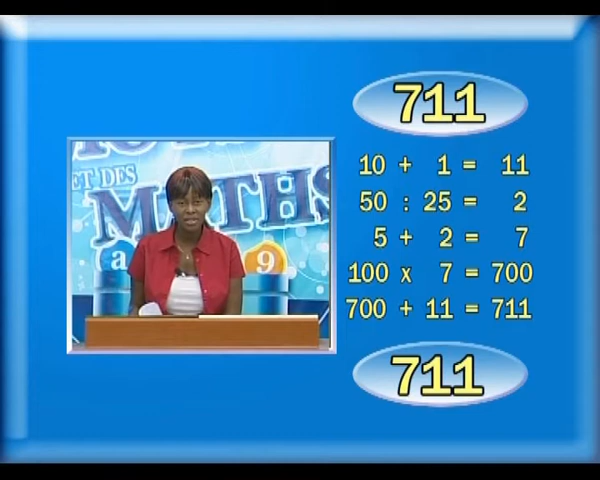 ET DES
MATHS
a
9
711
10 + 1 = 11
50 : 25 = 2
5 + 2 = 7
100 x 7 = 700
700 + 11 = 711
711